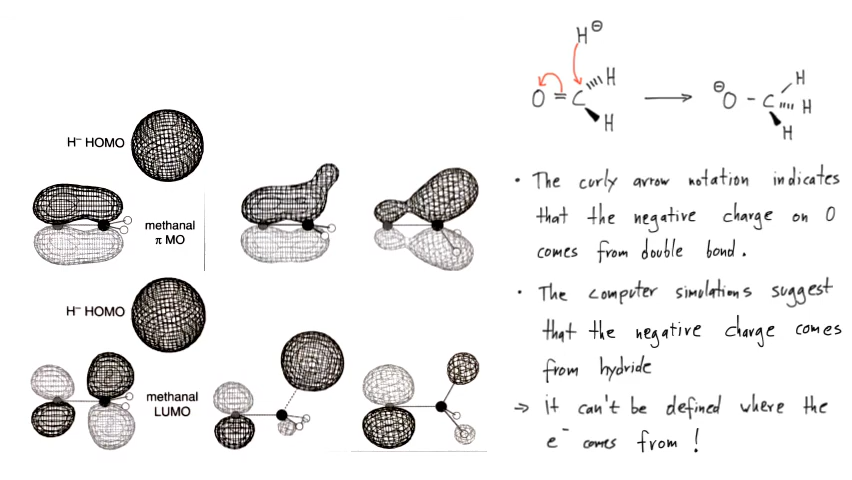 H⁻ HOMO
methanal
π MO
H⁻ HOMO
methanal
LUMO
H⊖
O = C H H
⊖O - C H H H
• The curly arrow notation indicates
that the negative charge on O
comes from double bond.
• The computer simulations suggest
that the negative charge comes
from hydride
⇒ it can't be defined where the
e⁻ comes from !